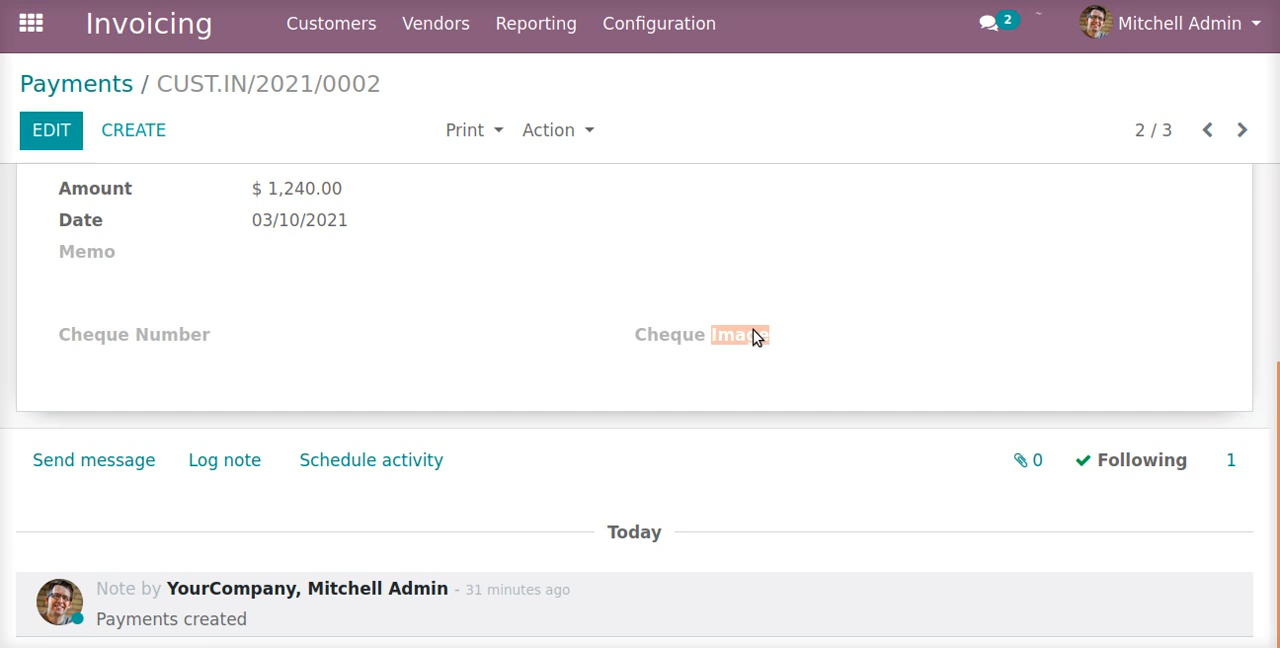 Invoicing Customers Vendors Reporting Configuration 2 Mitchell Admin
Payments / CUST.IN/2021/0002
EDIT CREATE Print Action 2 / 3
Amount $ 1,240.00
Date 03/10/2021
Memo
Cheque Number Cheque Image
Send message Log note Schedule activity 0 Following 1
Today
Note by YourCompany, Mitchell Admin - 31 minutes ago
Payments created